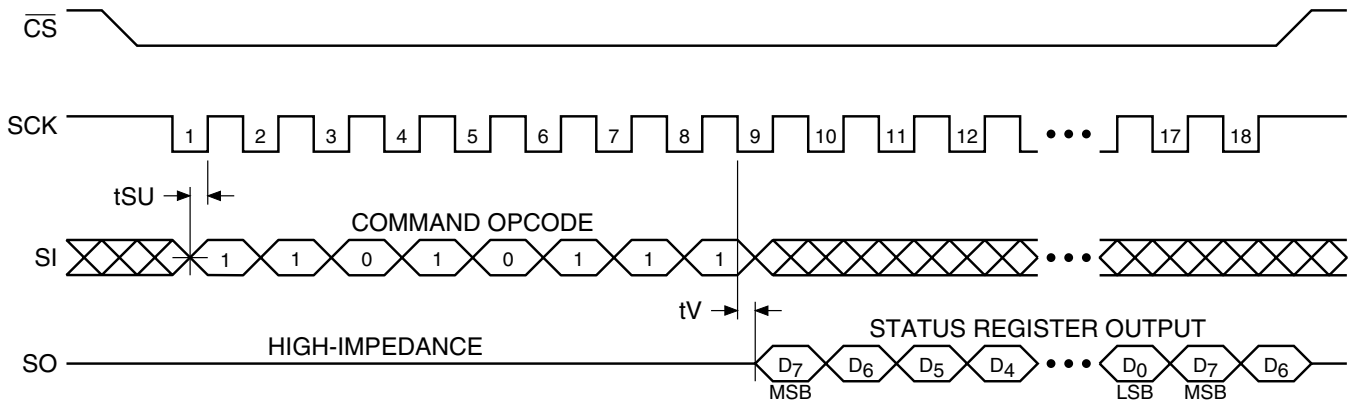 CS
SCK 1 2 3 4 5 6 7 8 9 10 11 12 17 18
tSU
COMMAND OPCODE
SI 1 1 0 1 0 1 1 1
tV
STATUS REGISTER OUTPUT
HIGH-IMPEDANCE
SO D7 D6 D5 D4 D0 D7 D6
MSB LSB MSB